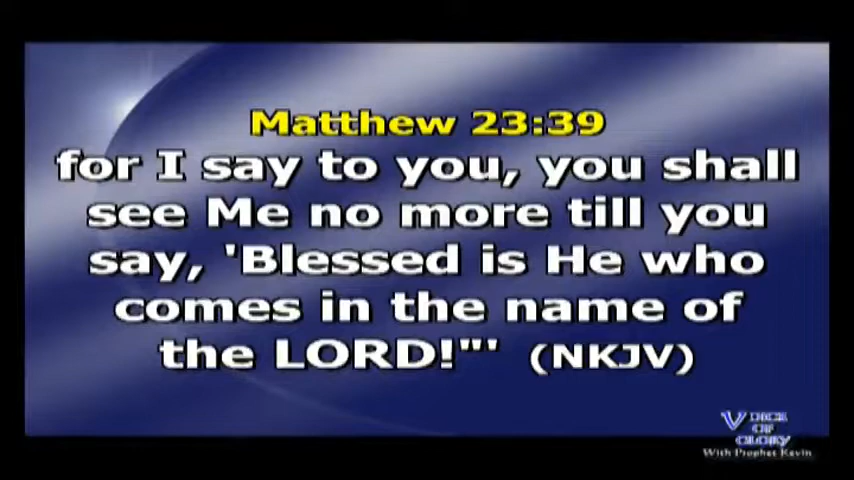 Matthew 23:39
for I say to you, you shall
see Me no more till you
say, 'Blessed is He who
comes in the name of
the LORD!"' (NKJV)
VOICE
OF
GLORY
With Prophet Kevin